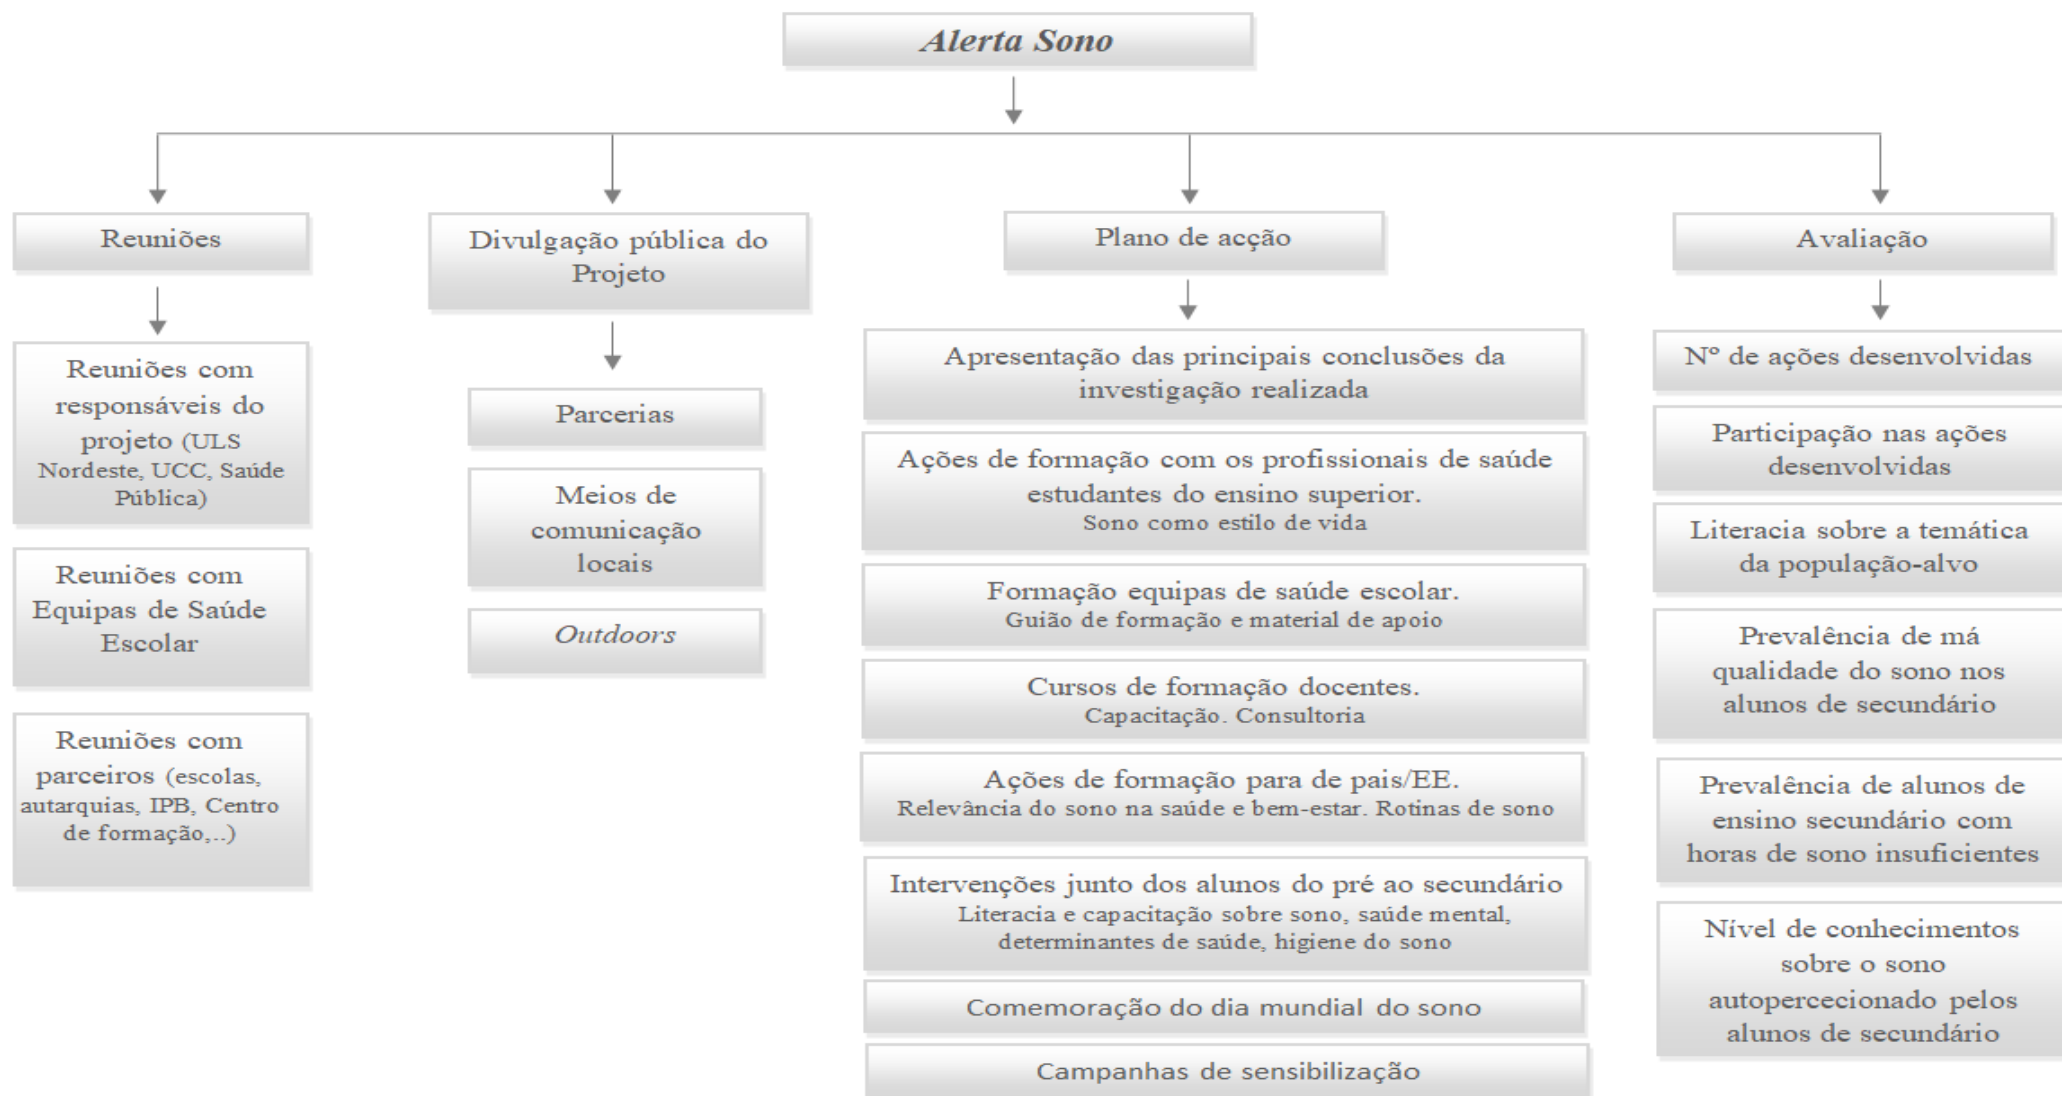 Alerta Sono
Reuniões
Reuniões com
responsáveis do
projeto (ULS
Nordeste, UCC, Saúde
Pública)
Reuniões com
Equipas de Saúde
Escolar
Reuniões com
parceiros (escolas,
autarquias, IPB, Centro
de formação,..)
Divulgação pública do
Projeto
Parcerias
Meios de
comunicação
locais
Outdoors
Plano de acção
Apresentação das principais conclusões da
investigação realizada
Ações de formação com os profissionais de saúde
estudantes do ensino superior.
Sono como estilo de vida
Formação equipas de saúde escolar.
Guião de formação e material de apoio
Cursos de formação docentes.
Capacitação. Consultoria
Ações de formação para de pais/EE.
Relevância do sono na saúde e bem-estar. Rotinas de sono
Intervenções junto dos alunos do pré ao secundário
Literacia e capacitação sobre sono, saúde mental,
determinantes de saúde, higiene do sono
Comemoração do dia mundial do sono
Campanhas de sensibilização
Avaliação
Nº de ações desenvolvidas
Participação nas ações
desenvolvidas
Literacia sobre a temática
da população-alvo
Prevalência de má
qualidade do sono nos
alunos de secundário
Prevalência de alunos de
ensino secundário com
horas de sono insuficientes
Nível de conhecimentos
sobre o sono
autopercecionado pelos
alunos de secundário